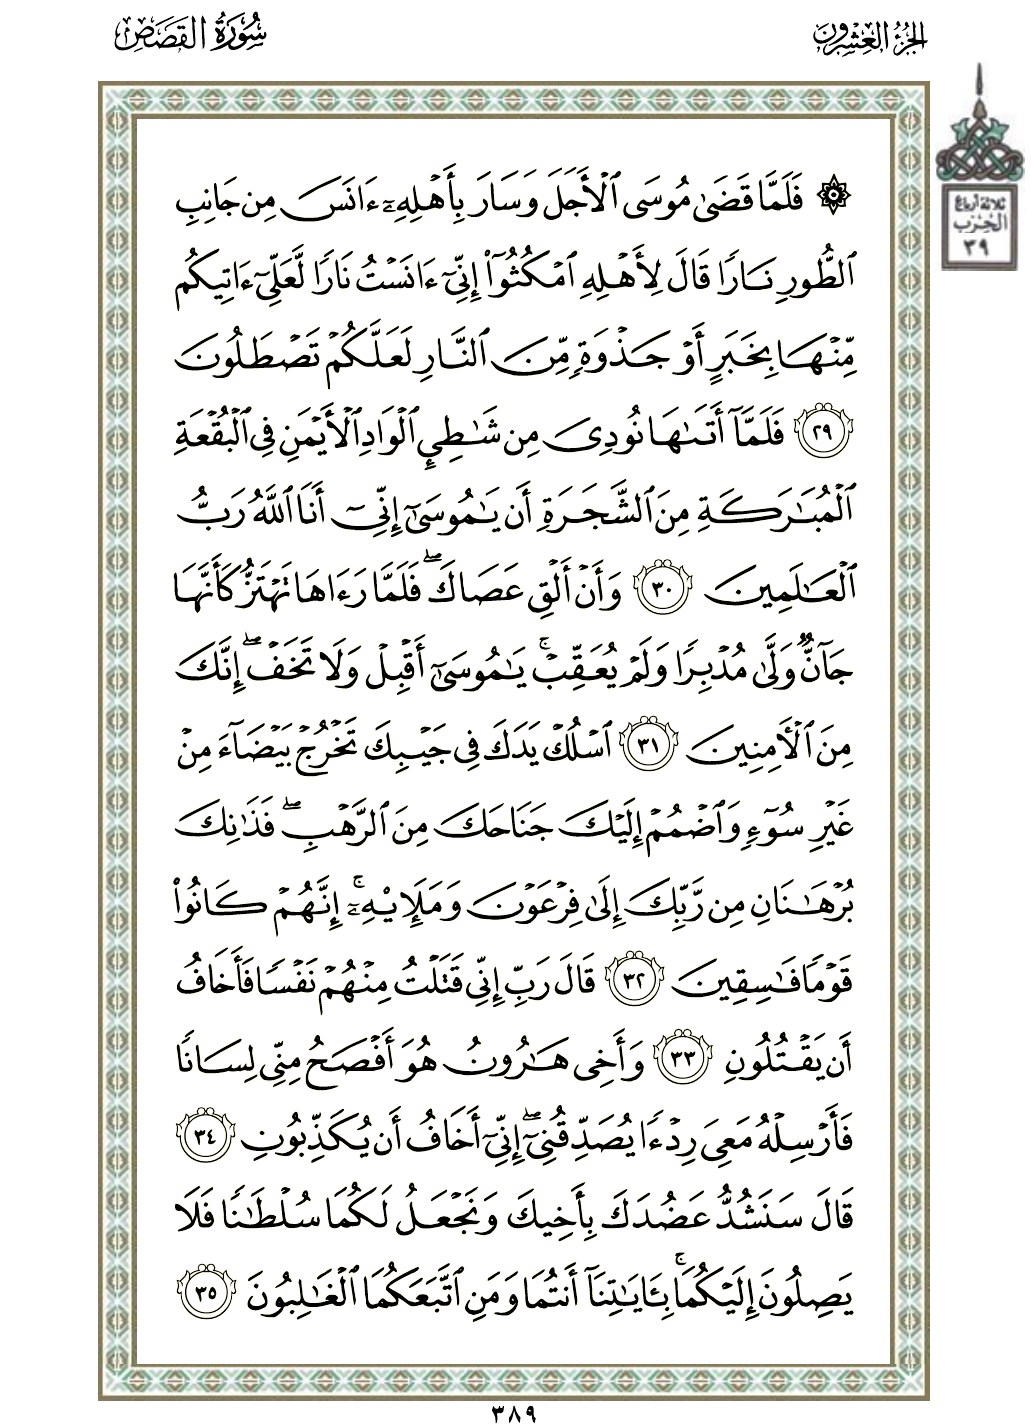 الجزء العشرون
سورة القصص
ثلاثة أرباع
الحزب
٣٩
۞ فَلَمَّا قَضَىٰ مُوسَى ٱلْأَجَلَ وَسَارَ بِأَهْلِهِۦٓ ءَانَسَ مِن جَانِبِ
ٱلطُّورِ نَارًا قَالَ لِأَهْلِهِ ٱمْكُثُوٓا۟ إِنِّىٓ ءَانَسْتُ نَارًا لَّعَلِّىٓ ءَاتِيكُم
مِّنْهَا بِخَبَرٍ أَوْ جَذْوَةٍ مِّنَ ٱلنَّارِ لَعَلَّكُمْ تَصْطَلُونَ
٢٩ فَلَمَّآ أَتَىٰهَا نُودِىَ مِن شَٰطِئِ ٱلْوَادِ ٱلْأَيْمَنِ فِى ٱلْبُقْعَةِ
ٱلْمُبَٰرَكَةِ مِنَ ٱلشَّجَرَةِ أَن يَٰمُوسَىٰٓ إِنِّىٓ أَنَا ٱللَّهُ رَبُّ
ٱلْعَٰلَمِينَ ٣٠ وَأَنْ أَلْقِ عَصَاكَ ۖ فَلَمَّا رَءَاهَا تَهْتَزُّ كَأَنَّهَا
جَآنٌّ وَلَّىٰ مُدْبِرًا وَلَمْ يُعَقِّبْ ۚ يَٰمُوسَىٰٓ أَقْبِلْ وَلَا تَخَفْ ۖ إِنَّكَ
مِنَ ٱلْءَامِنِينَ ٣١ ٱسْلُكْ يَدَكَ فِى جَيْبِكَ تَخْرُجْ بَيْضَآءَ مِنْ
غَيْرِ سُوٓءٍ وَٱضْمُمْ إِلَيْكَ جَنَاحَكَ مِنَ ٱلرَّهْبِ ۖ فَذَٰنِكَ
بُرْهَٰنَانِ مِن رَّبِّكَ إِلَىٰ فِرْعَوْنَ وَمَلَإِي۟هِۦٓ ۚ إِنَّهُمْ كَانُوا۟
قَوْمًا فَٰسِقِينَ ٣٢ قَالَ رَبِّ إِنِّى قَتَلْتُ مِنْهُمْ نَفْسًا فَأَخَافُ
أَن يَقْتُلُونِ ٣٣ وَأَخِى هَٰرُونُ هُوَ أَفْصَحُ مِنِّى لِسَانًا
فَأَرْسِلْهُ مَعِىَ رِدْءًا يُصَدِّقُنِىٓ ۖ إِنِّىٓ أَخَافُ أَن يُكَذِّبُونِ ٣٤
قَالَ سَنَشُدُّ عَضُدَكَ بِأَخِيكَ وَنَجْعَلُ لَكُمَا سُلْطَٰنًا فَلَا
يَصِلُونَ إِلَيْكُمَا ۚ بِـَٔايَٰتِنَآ أَنتُمَا وَمَنِ ٱتَّبَعَكُمَا ٱلْغَٰلِبُونَ ٣٥
٣٨٩